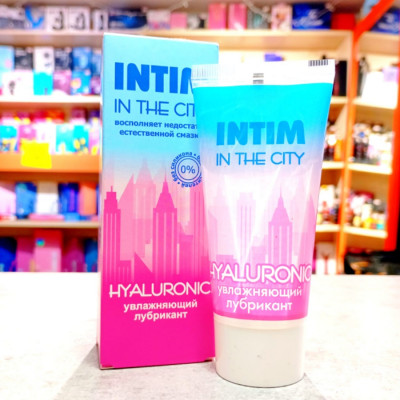 INTIM
IN THE CITY
восполняет недостаток
естественной смазки
0%
HYALURONIC
увлажняющий
лубрикант
INTIM
IN THE CITY
HYALURONIC
увлажняющий
лубрикант